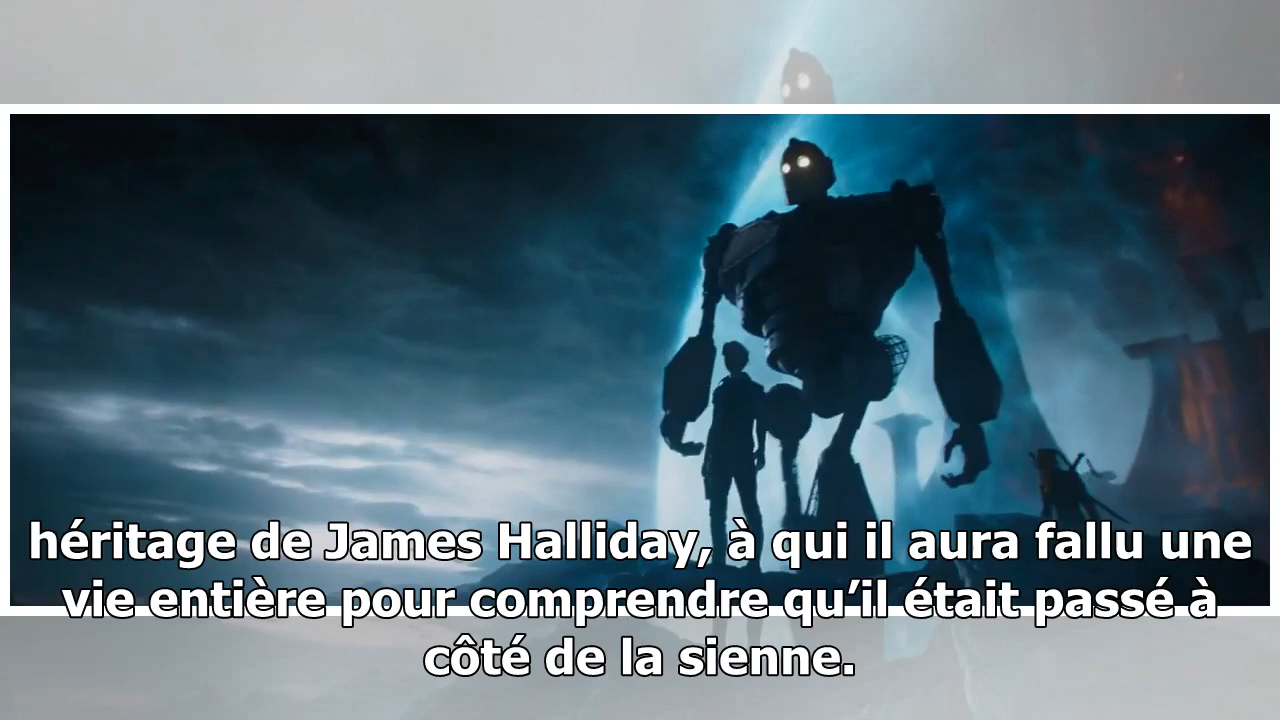 héritage de James Halliday, à qui il aura fallu une
vie entière pour comprendre qu’il était passé à
côté de la sienne.